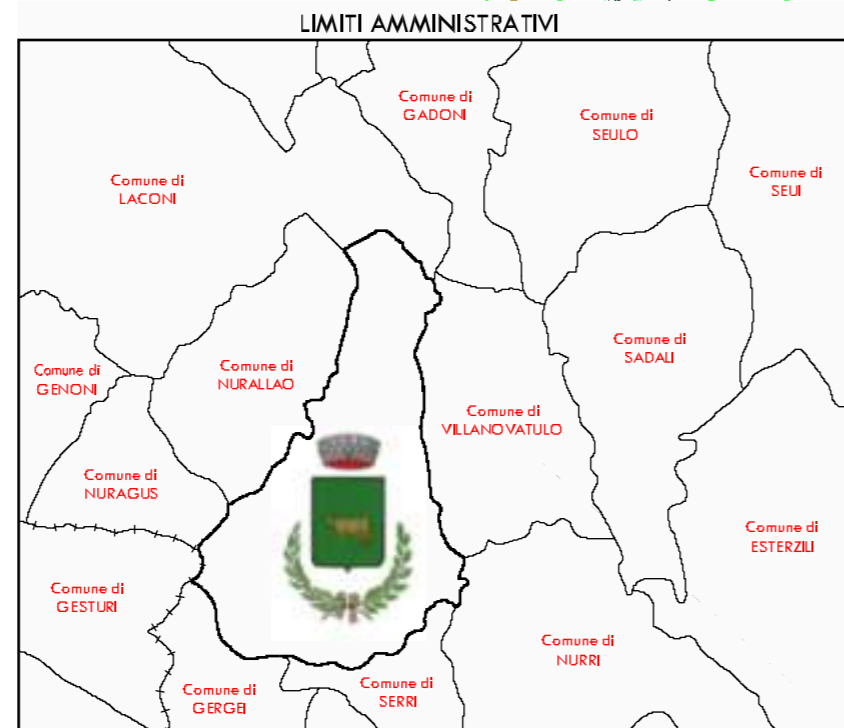 LIMITI AMMINISTRATIVI
Comune di
GADONI
Comune di
SEULO
Comune di
LACONI
Comune di
SEUI
Comune di
SADALI
Comune di
GENONI
Comune di
NURALLAO
Comune di
VILLANOVATULO
Comune di
NURAGUS
Comune di
ESTERZILI
Comune di
GESTURI
Comune di
NURRI
Comune di
GERGEI
Comune di
SERRI